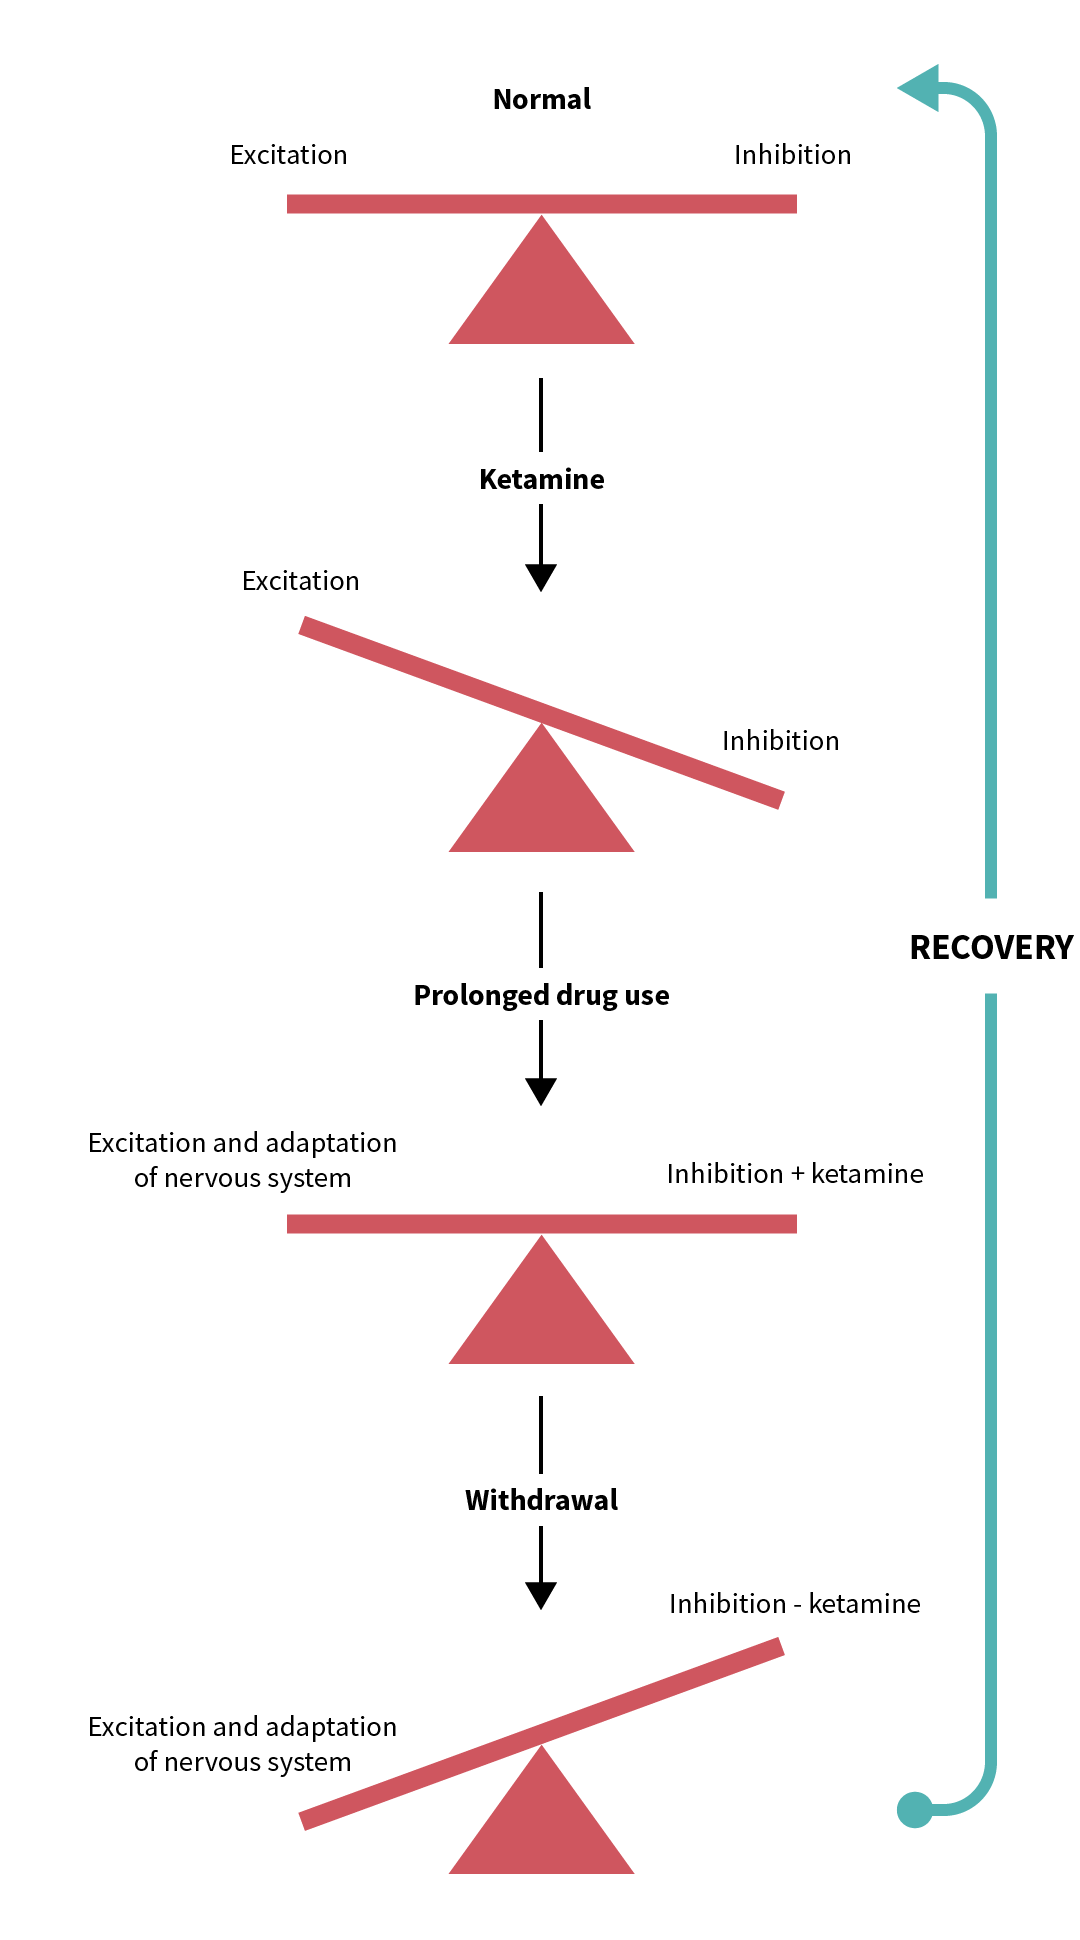 Normal
Excitation
Inhibition
Ketamine
Excitation
Inhibition
RECOVERY
Prolonged drug use
Excitation and adaptation
of nervous system
Inhibition + ketamine
Withdrawal
Inhibition - ketamine
Excitation and adaptation
of nervous system